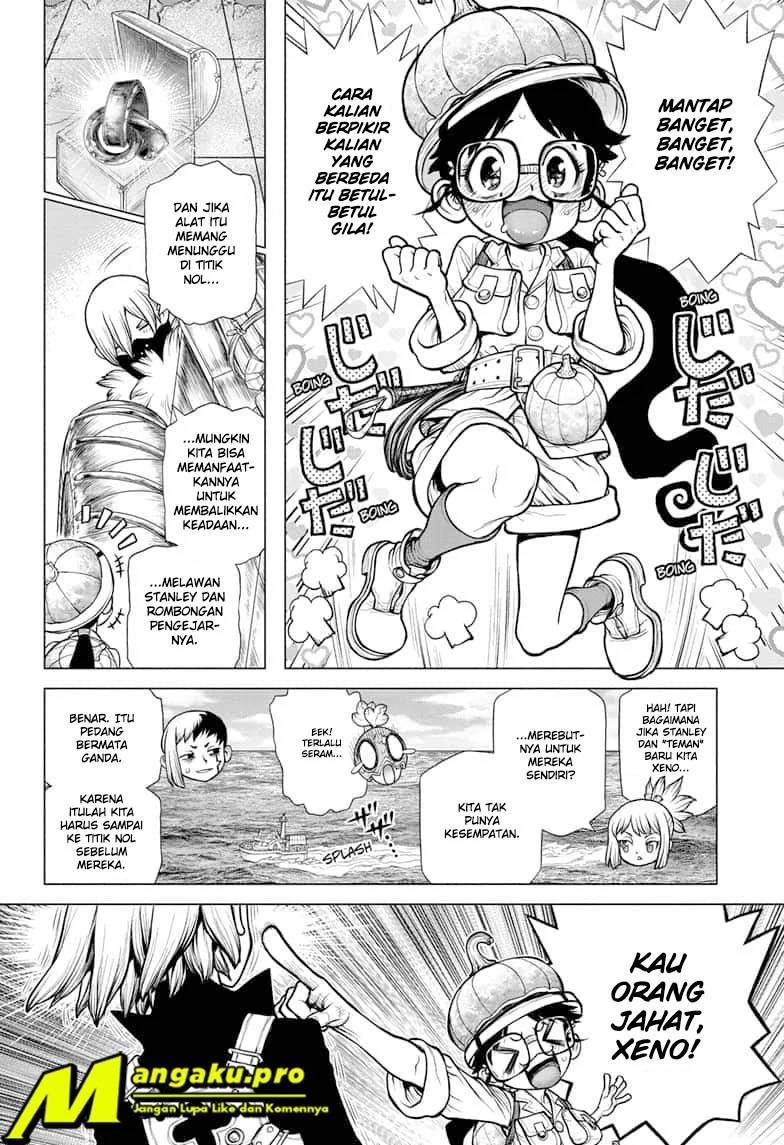 MANTAP
BANGET,
BANGET,
BANGET!
CARA
KALIAN
BERPIKIR
KALIAN
YANG
BERBEDA
ITU BETUL-
BETUL
GILA!
BOING
じだ
じだ
BOING
BOING
じだ
じだ
BOING
BOING
DAN JIKA
ALAT ITU
MEMANG
MENUNGGU
DI TITIK
NOL...
...MUNGKIN
KITA BISA
MEMANFAAT-
KANNYA
UNTUK
MEMBALIKKAN
KEADAAN...
...MELAWAN
STANLEY DAN
ROMBONGAN
PENGEJAR-
NYA.
HAH! TAPI
BAGAIMANA
JIKA STANLEY
DAN "TEMAN"
BARU KITA
XENO...
...MEREBUT-
NYA UNTUK
MEREKA
SENDIRI?
KITA TAK
PUNYA
KESEMPATAN.
EEK!
TERLALU
SERAM...
ザザ...
SPLASH
BENAR. ITU
PEDANG
BERMATA
GANDA.
KARENA
ITULAH KITA
HARUS SAMPAI
KE TITIK NOL
SEBELUM
MEREKA.
KAU
ORANG
JAHAT,
XENO!
Mangaku.pro
Jangan Lupa Like dan Komennya